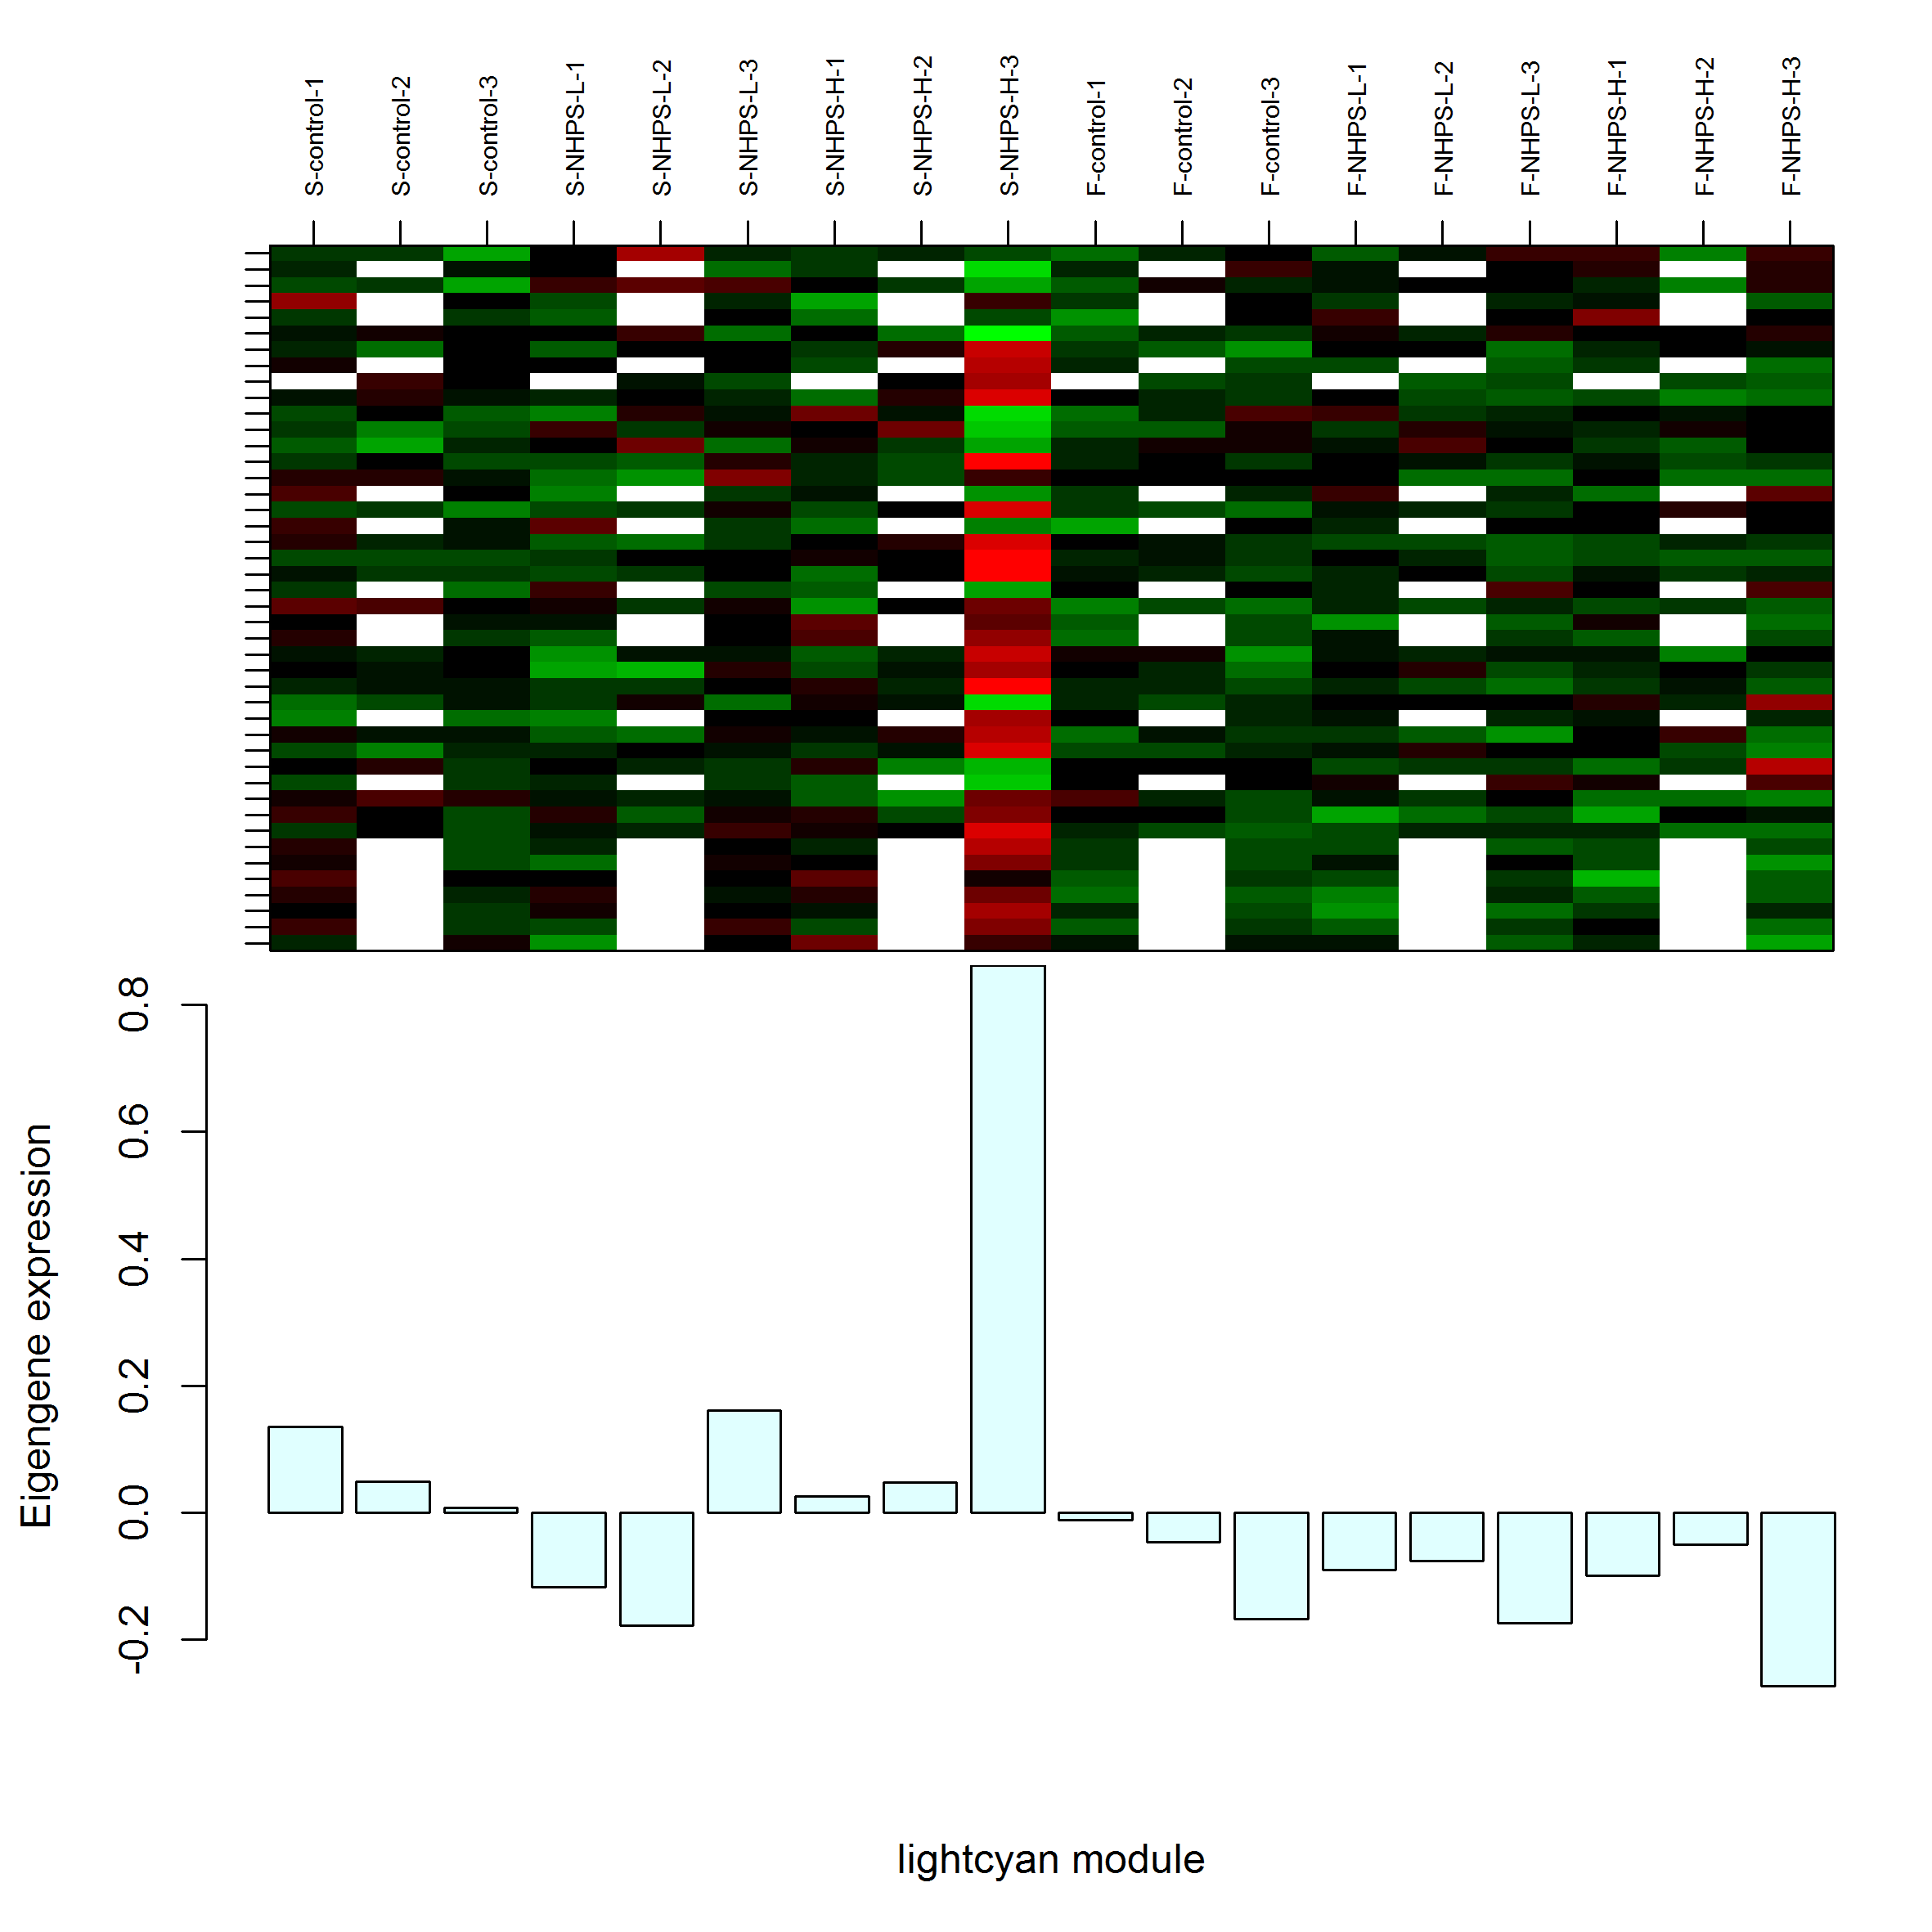 S-control-1
S-control-2
S-control-3
S-NHPS-L-1
S-NHPS-L-2
S-NHPS-L-3
S-NHPS-H-1
S-NHPS-H-2
S-NHPS-H-3
F-control-1
F-control-2
F-control-3
F-NHPS-L-1
F-NHPS-L-2
F-NHPS-L-3
F-NHPS-H-1
F-NHPS-H-2
F-NHPS-H-3
0.8
0.6
0.4
0.2
0.0
-0.2
Eigengene expression
lightcyan module